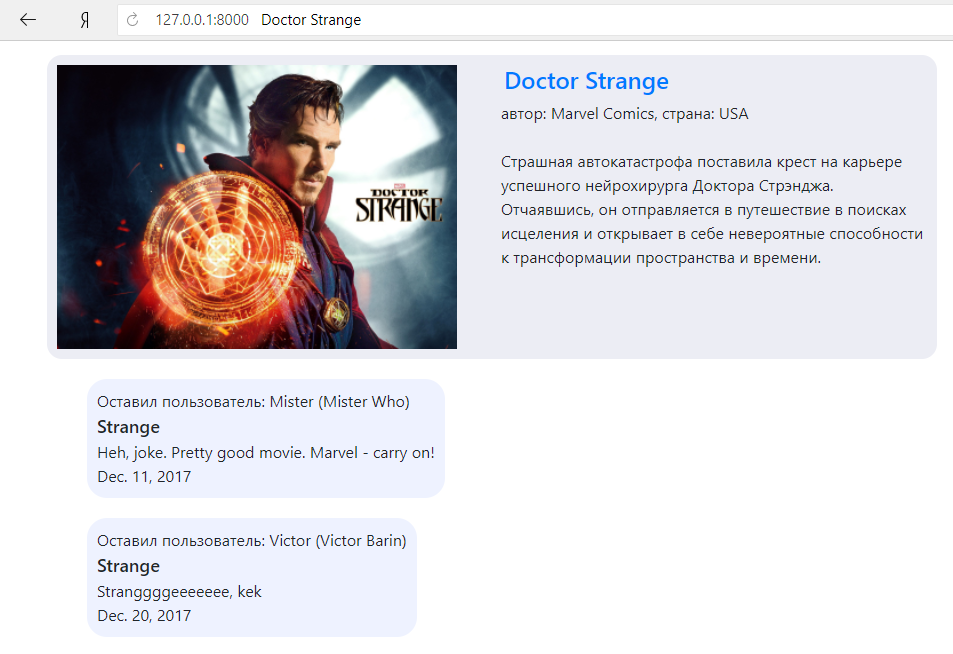 Я 127.0.0.1:8000 Doctor Strange
MARVEL
DOCTOR
STRANGE
Doctor Strange
автор: Marvel Comics, страна: USA
Страшная автокатастрофа поставила крест на карьере
успешного нейрохирурга Доктора Стрэнджа.
Отчаявшись, он отправляется в путешествие в поисках
исцеления и открывает в себе невероятные способности
к трансформации пространства и времени.
Оставил пользователь: Mister (Mister Who)
Strange
Heh, joke. Pretty good movie. Marvel - carry on!
Dec. 11, 2017
Оставил пользователь: Victor (Victor Barin)
Strange
Stranggggeeeeeee, kek
Dec. 20, 2017